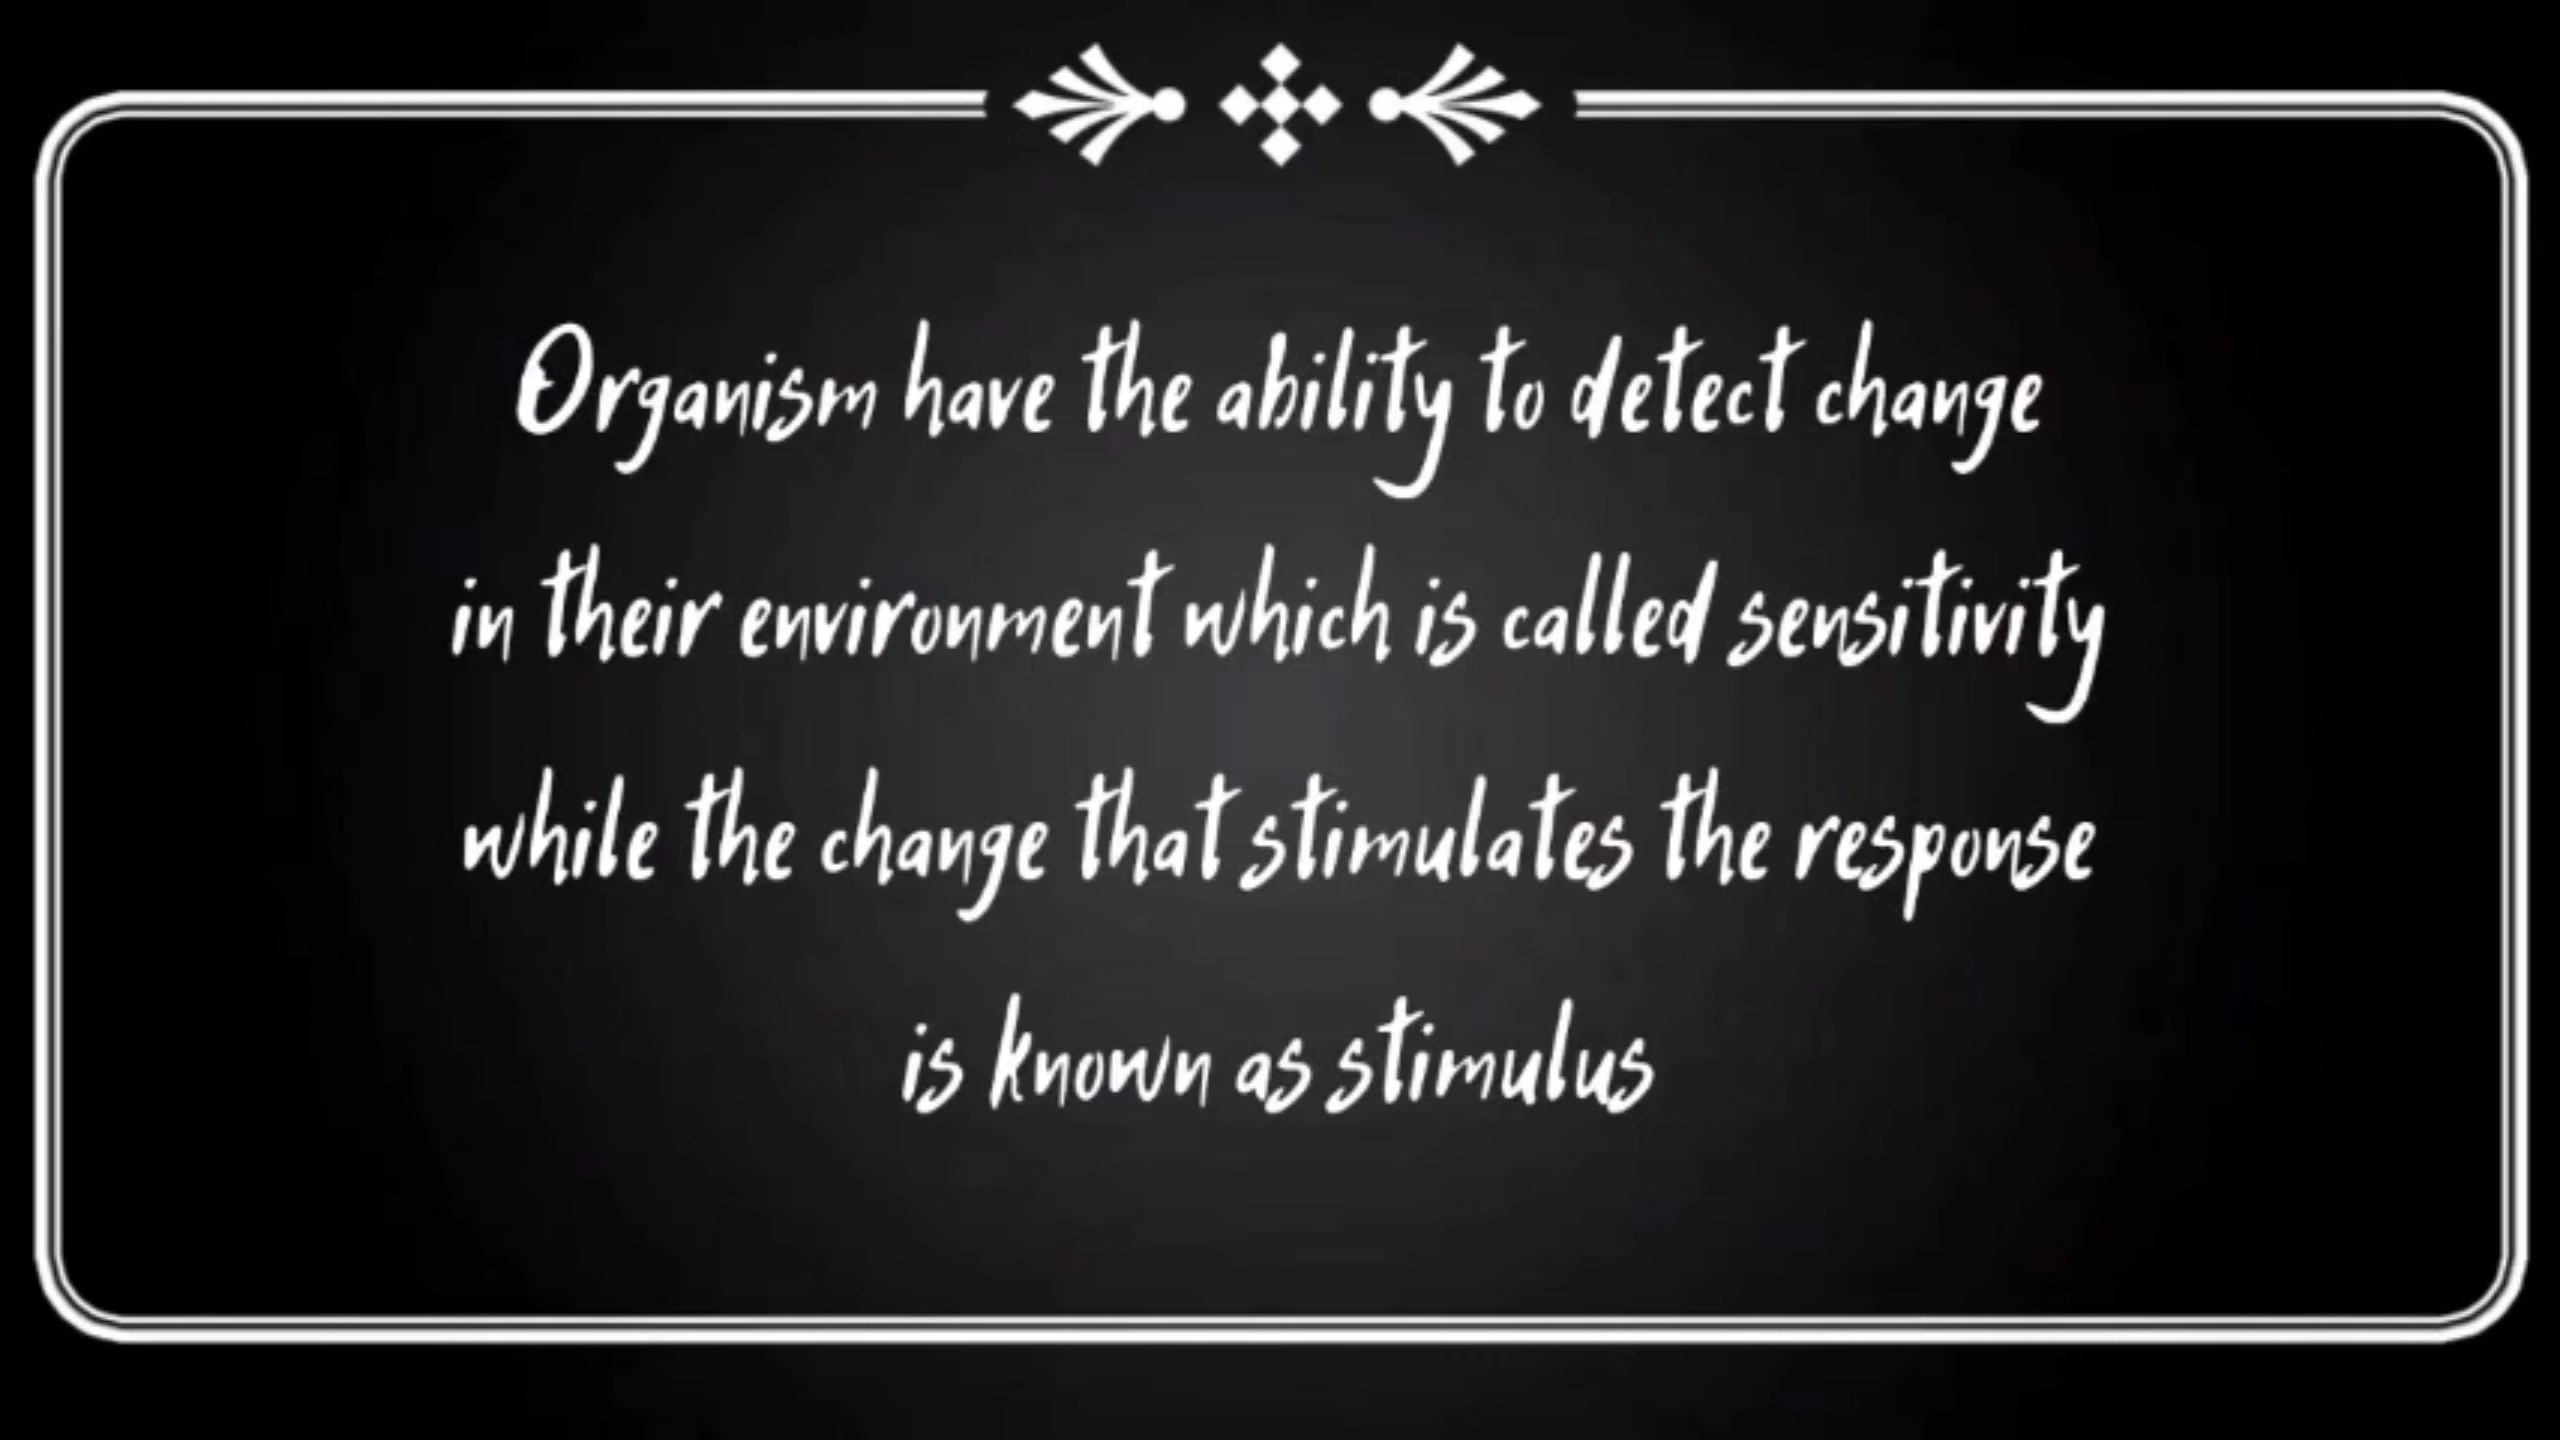 Organism have the ability to detect change
in their environment which is called sensitivity
while the change that stimulates the response
is known as stimulus